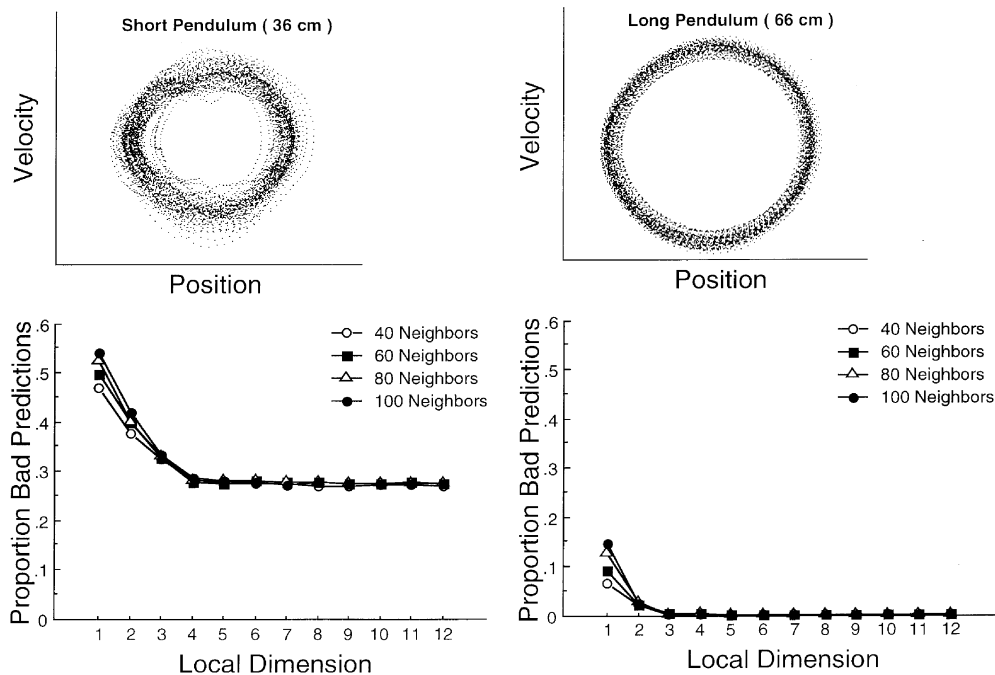 Short Pendulum ( 36 cm )
Velocity
Position
Long Pendulum ( 66 cm )
Velocity
Position
Proportion Bad Predictions
.6
.5
.4
.3
.2
.1
0
40 Neighbors
60 Neighbors
80 Neighbors
100 Neighbors
1 2 3 4 5 6 7 8 9 10 11 12
Local Dimension
Proportion Bad Predictions
.6
.5
.4
.3
.2
.1
0
40 Neighbors
60 Neighbors
80 Neighbors
100 Neighbors
1 2 3 4 5 6 7 8 9 10 11 12
Local Dimension